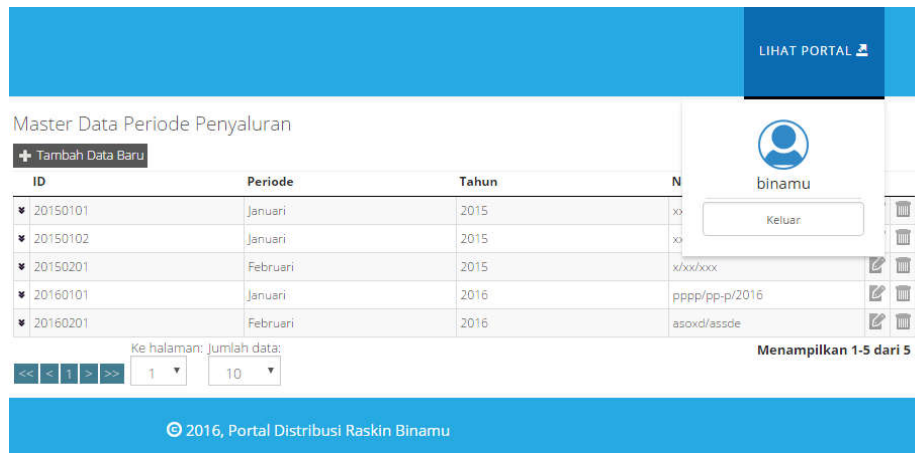 LIHAT PORTAL
Master Data Periode Penyaluran
binamu
Keluar
Tambah Data Baru
ID Periode Tahun N
20150101 Januari 2015 xx
20150102 Januari 2015 xx
20150201 Februari 2015 x/xx/xxx
20160101 Januari 2016 pppp/pp-p/2016
20160201 Februari 2016 asoxd/assde
Ke halaman: Jumlah data: Menampilkan 1-5 dari 5
<< < 1 > >> 1 10
© 2016, Portal Distribusi Raskin Binamu